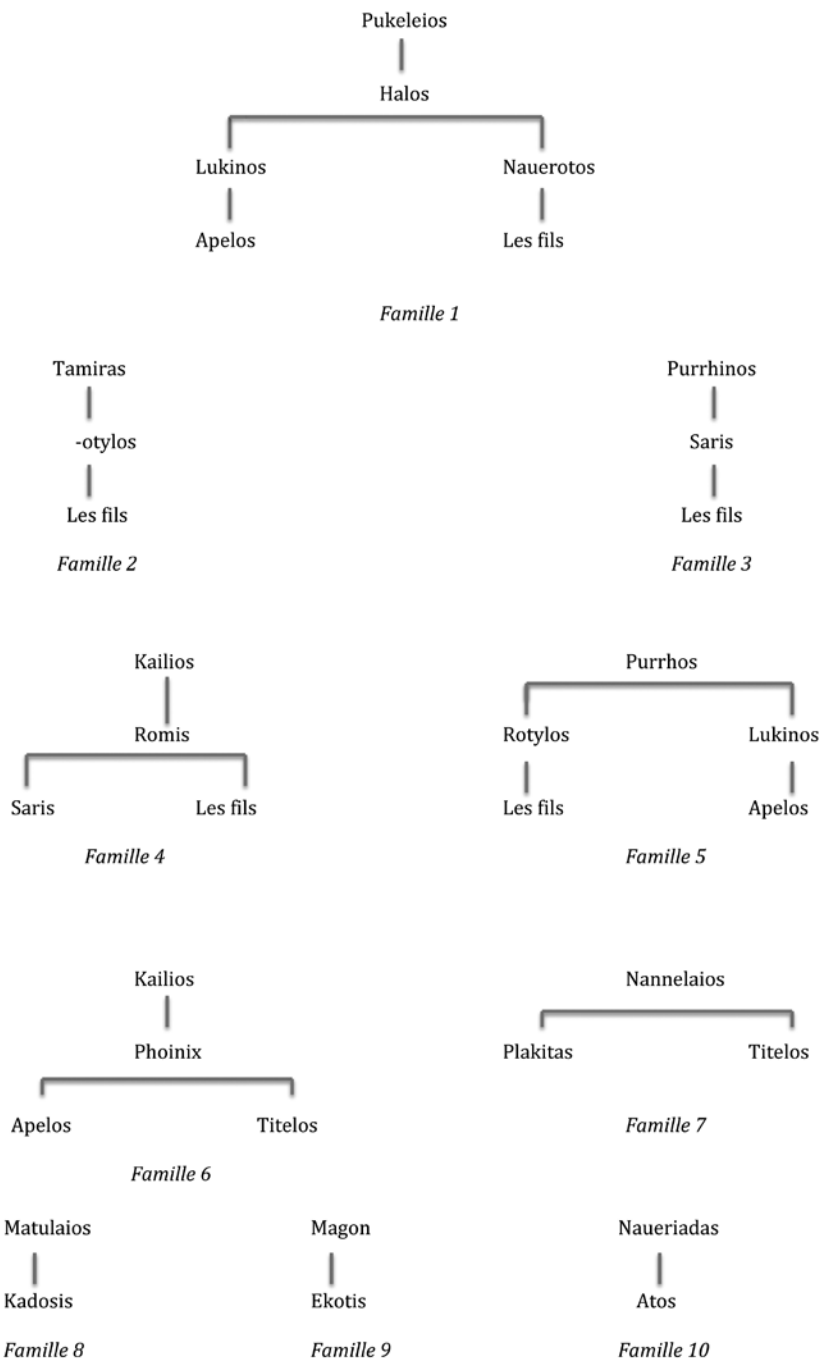 Pukeleios
Halos
Lukinos Nauerotos
Apelos Les fils
Famille 1
Tamiras Purrhinos
-otylos Saris
Les fils Les fils
Famille 2 Famille 3
Kailios Purrhos
Romis Rotylos Lukinos
Saris Les fils Les fils Apelos
Famille 4 Famille 5
Kailios Nannelaios
Phoinix Plakitas Titelos
Apelos Titelos Famille 7
Famille 6
Matulaios Magon Naueriadas
Kadosis Ekotis Atos
Famille 8 Famille 9 Famille 10